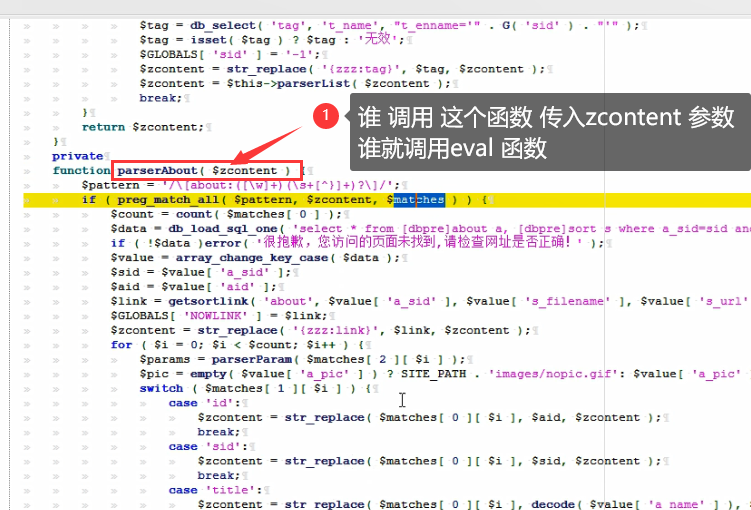 $tag = db_select( 'tag', 't_name', "t_enname='" . G( 'sid' ) . "'" );
$tag = isset( $tag ) ? $tag : '无效';
$GLOBALS[ 'sid' ] = '-1';
$zcontent = str_replace( '{zzz:tag}', $tag, $zcontent );
$zcontent = $this->parserList( $zcontent );
break;
}
return $zcontent;
}
private
function parserAbout( $zcontent ) {
$pattern = '/\[about:([\w]+)(\s+[^}]+)?\]/';
if ( preg_match_all( $pattern, $zcontent, $matches ) ) {
$count = count( $matches[ 0 ] );
$data = db_load_sql_one( 'select * from [dbpre]about a, [dbpre]sort s where a_sid=sid and
if ( !$data )error( '很抱歉，您访问的页面未找到,请检查网址是否正确！' );
$value = array_change_key_case( $data );
$sid = $value[ 'a_sid' ];
$aid = $value[ 'aid' ];
$link = getsortlink( 'about', $value[ 'a_sid' ], $value[ 's_filename' ], $value[ 's_url'
$GLOBALS[ 'NOWLINK' ] = $link;
$zcontent = str_replace( '{zzz:link}', $link, $zcontent );
for ( $i = 0; $i < $count; $i++ ) {
$params = parserParam( $matches[ 2 ][ $i ] );
$pic = empty( $value[ 'a_pic' ] ) ? SITE_PATH . 'images/nopic.gif': $value[ 'a_pic'
switch ( $matches[ 1 ][ $i ] ) {
case 'id':
$zcontent = str_replace( $matches[ 0 ][ $i ], $aid, $zcontent );
break;
case 'sid':
$zcontent = str_replace( $matches[ 0 ][ $i ], $sid, $zcontent );
break;
case 'title':
$zcontent = str_replace( $matches[ 0 ][ $i ], decode( $value[ 'a_name' ] ), $
1
谁 调用 这个函数 传入zcontent 参数
谁就调用eval 函数